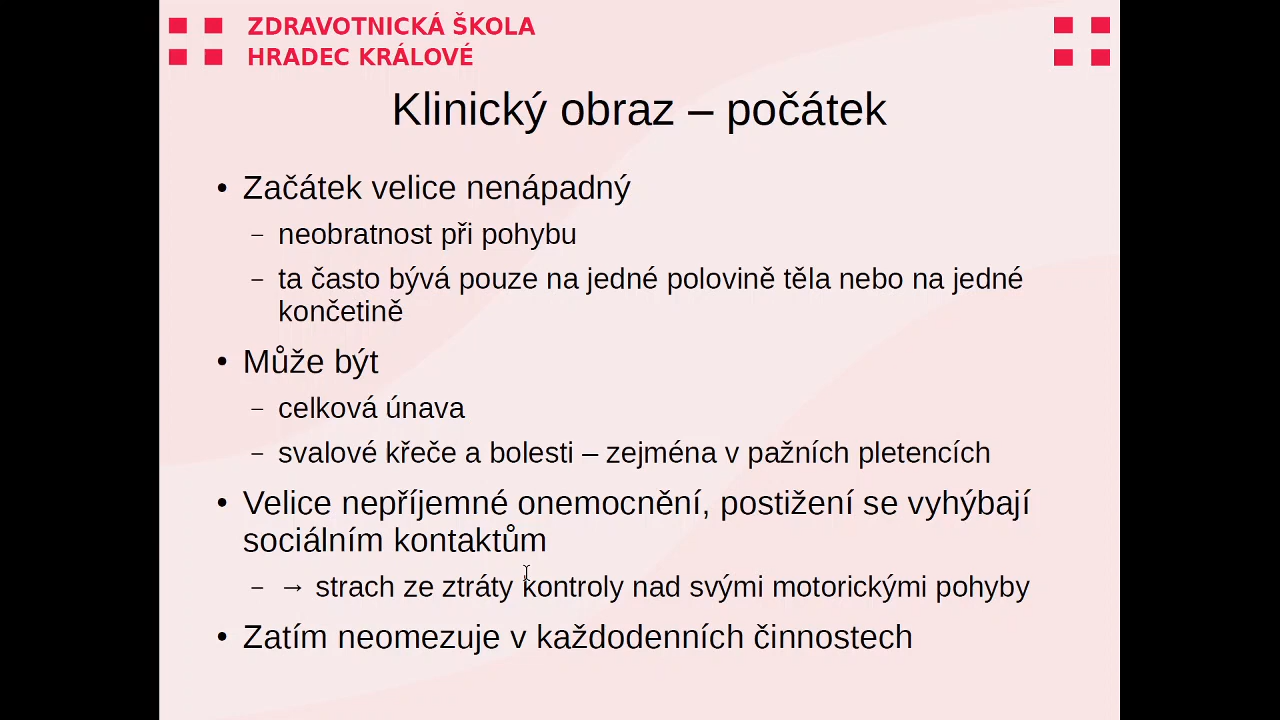 ZDRAVOTNICKÁ ŠKOLA
HRADEC KRÁLOVÉ
Klinický obraz – počátek
• Začátek velice nenápadný
– neobratnost při pohybu
– ta často bývá pouze na jedné polovině těla nebo na jedné
končetině
• Může být
– celková únava
– svalové křeče a bolesti – zejména v pažních pletencích
• Velice nepříjemné onemocnění, postižení se vyhýbají
sociálním kontaktům
– → strach ze ztráty kontroly nad svými motorickými pohyby
• Zatím neomezuje v každodenních činnostech